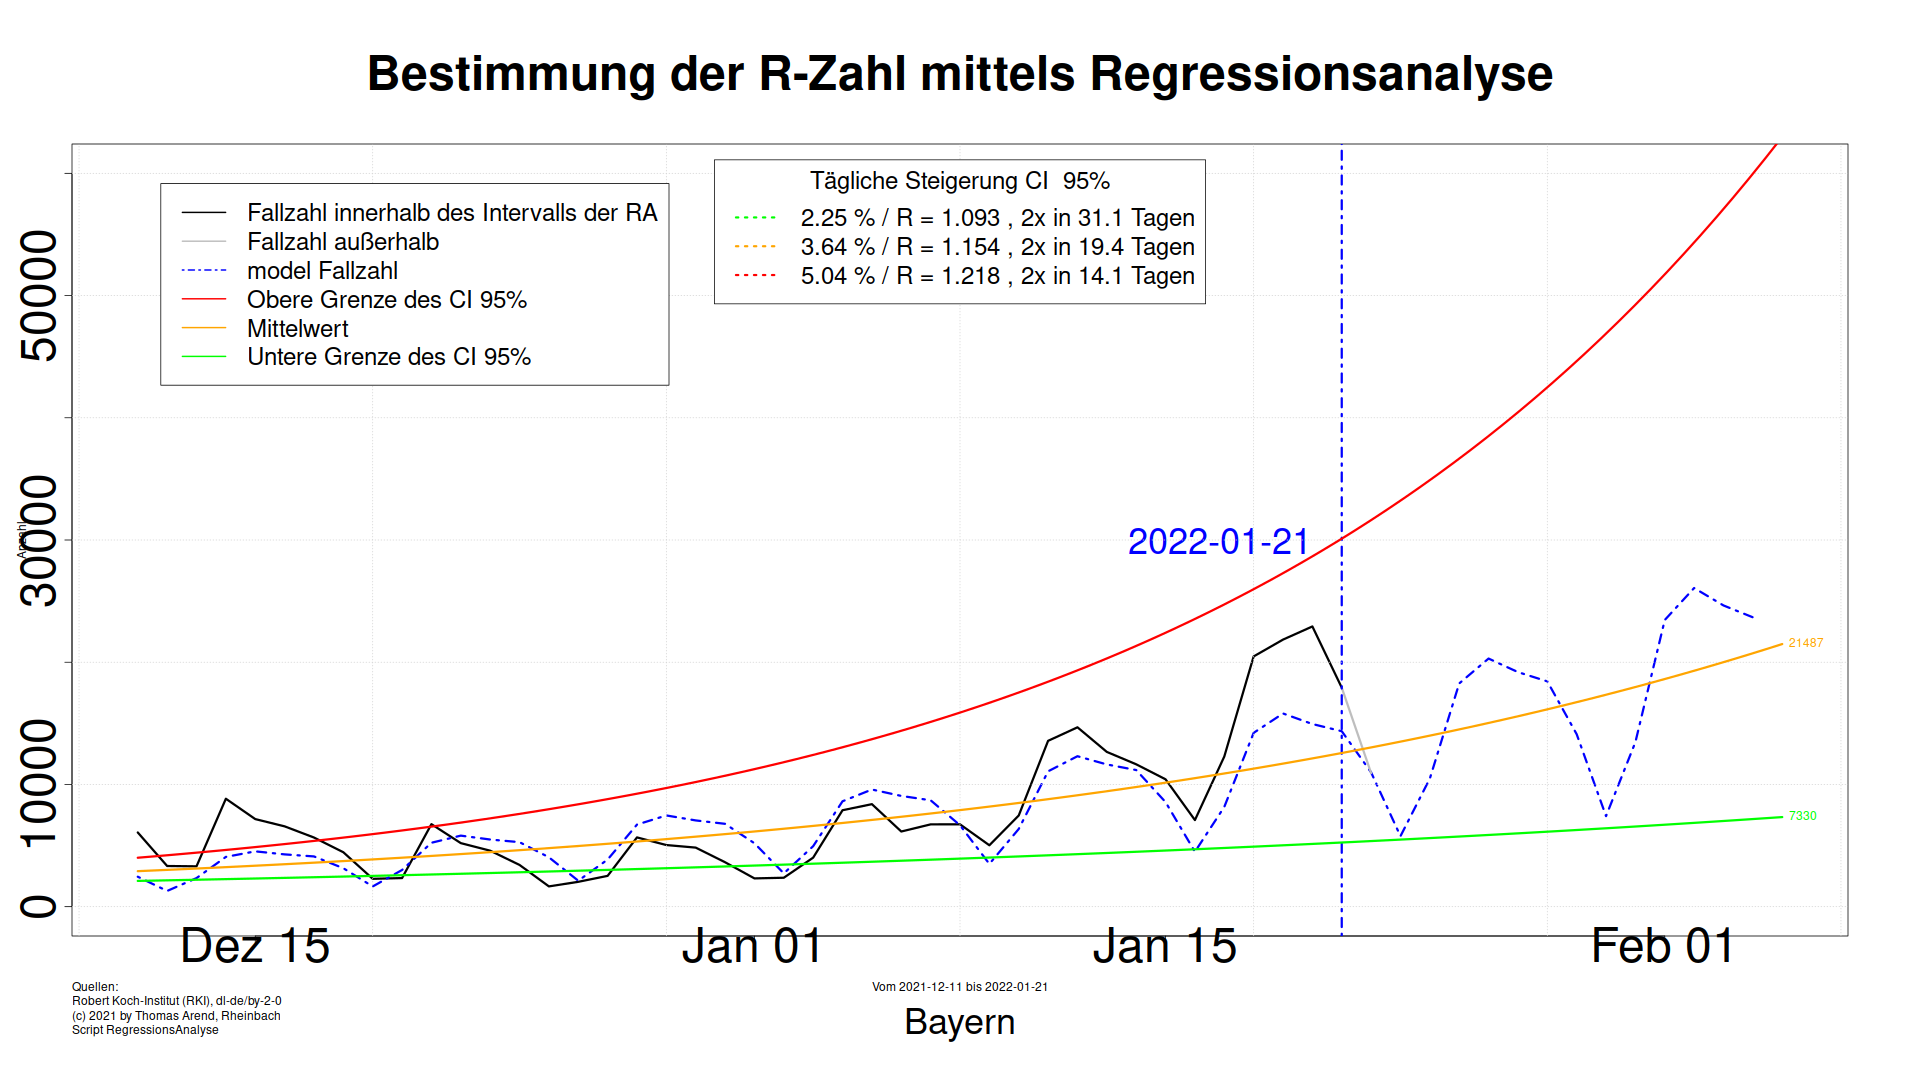 Bestimmung der R-Zahl mittels Regressionsanalyse
Fallzahl innerhalb des Intervalls der RA
Fallzahl außerhalb
model Fallzahl
Obere Grenze des CI 95%
Mittelwert
Untere Grenze des CI 95%
Tägliche Steigerung CI 95%
2.25 % / R = 1.093 , 2x in 31.1 Tagen
3.64 % / R = 1.154 , 2x in 19.4 Tagen
5.04 % / R = 1.218 , 2x in 14.1 Tagen
50000
30000
10000
0
Anzahl
2022-01-21
21487
7330
Dez 15
Jan 01
Jan 15
Feb 01
Quellen:
Robert Koch-Institut (RKI), dl-de/by-2-0
(c) 2021 by Thomas Arend, Rheinbach
Script RegressionsAnalyse
Vom 2021-12-11 bis 2022-01-21
Bayern